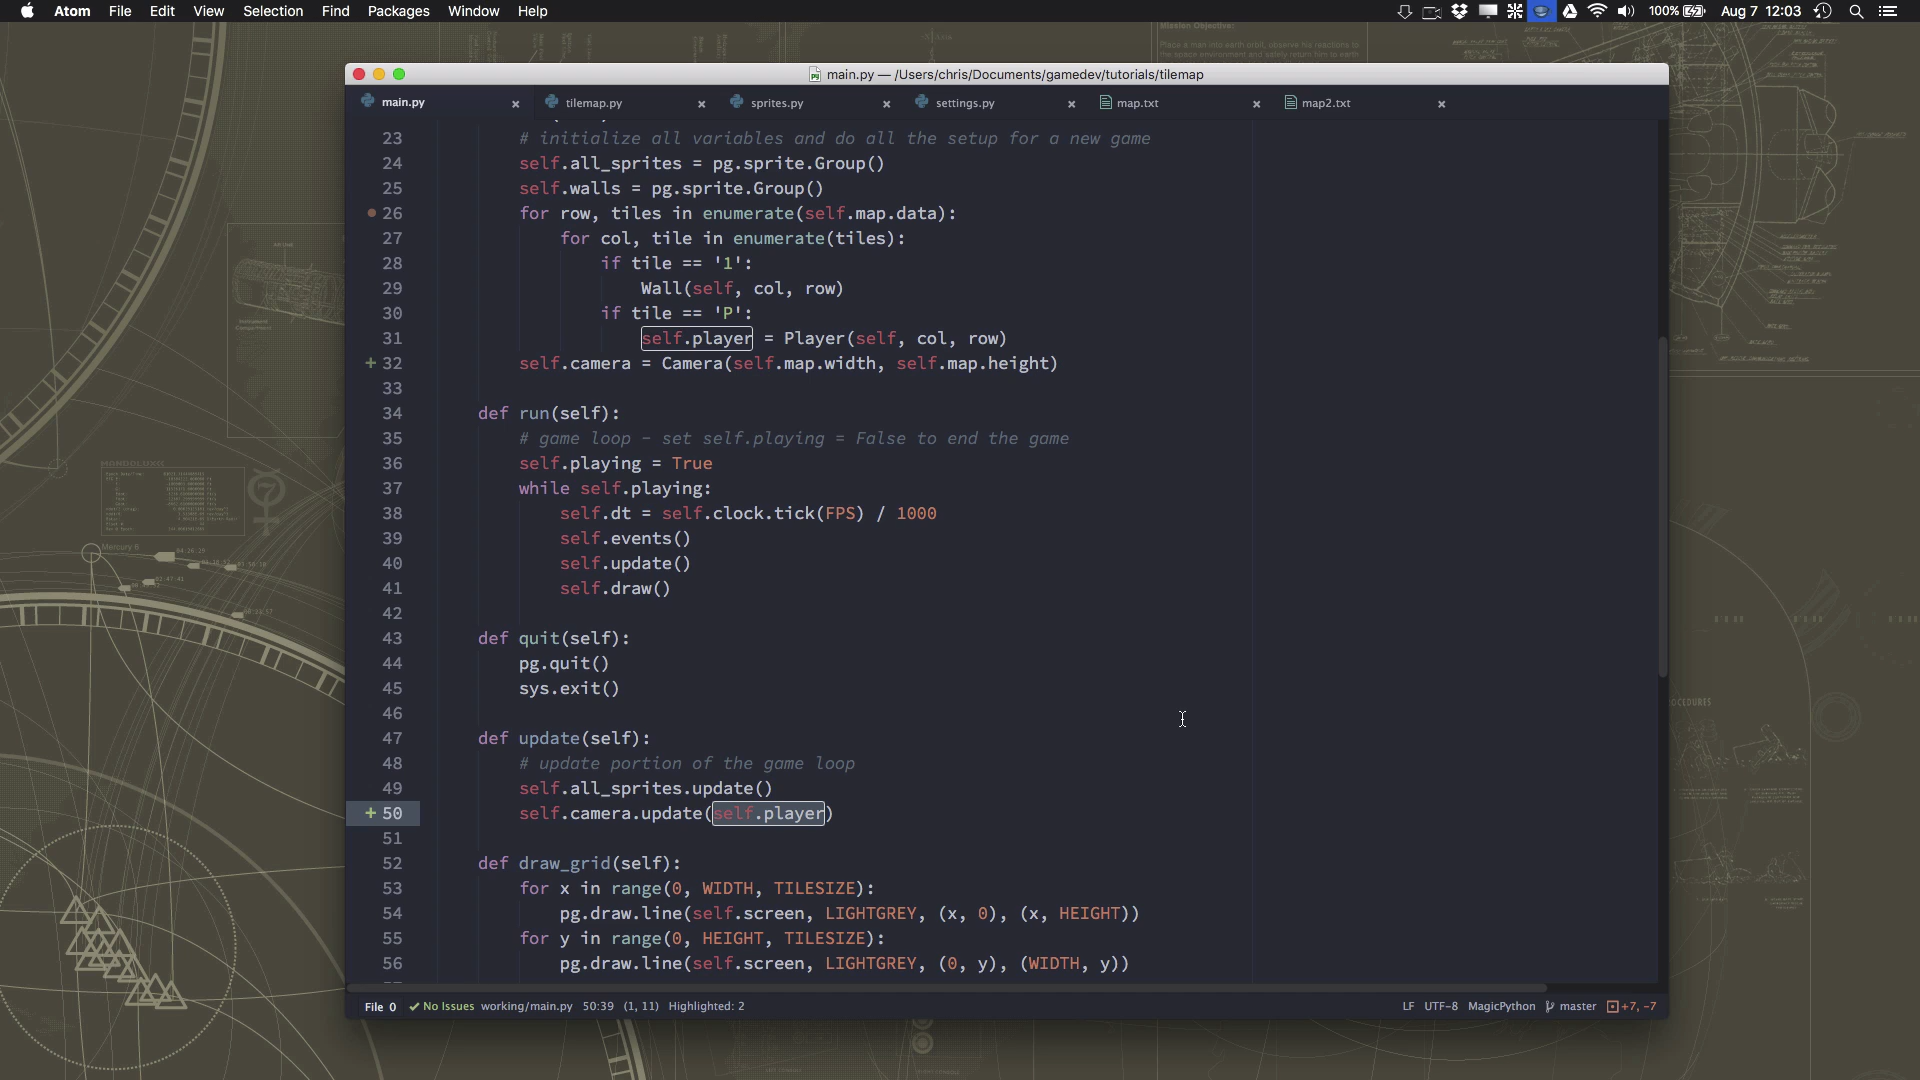 Atom File Edit View Selection Find Packages Window Help 100% Aug 7 12:03
Mission Objective:
main.py — /Users/chris/Documents/gamedev/tutorials/tilemap
main.py tilemap.py sprites.py settings.py map.txt map2.txt
23 # initialize all variables and do all the setup for a new game
24 self.all_sprites = pg.sprite.Group()
25 self.walls = pg.sprite.Group()
26 for row, tiles in enumerate(self.map.data):
27 for col, tile in enumerate(tiles):
28 if tile == '1':
29 Wall(self, col, row)
30 if tile == 'P':
31 self.player = Player(self, col, row)
+ 32 self.camera = Camera(self.map.width, self.map.height)
33
34 def run(self):
35 # game loop - set self.playing = False to end the game
36 self.playing = True
37 while self.playing:
38 self.dt = self.clock.tick(FPS) / 1000
39 self.events()
40 self.update()
41 self.draw()
42
43 def quit(self):
44 pg.quit()
45 sys.exit()
46
47 def update(self):
48 # update portion of the game loop
49 self.all_sprites.update()
+ 50 self.camera.update(self.player)
51
52 def draw_grid(self):
53 for x in range(0, WIDTH, TILESIZE):
54 pg.draw.line(self.screen, LIGHTGREY, (x, 0), (x, HEIGHT))
55 for y in range(0, HEIGHT, TILESIZE):
56 pg.draw.line(self.screen, LIGHTGREY, (0, y), (WIDTH, y))
File 0 No Issues working/main.py 50:39 (1, 11) Highlighted: 2 LF UTF-8 MagicPython master +7, -7